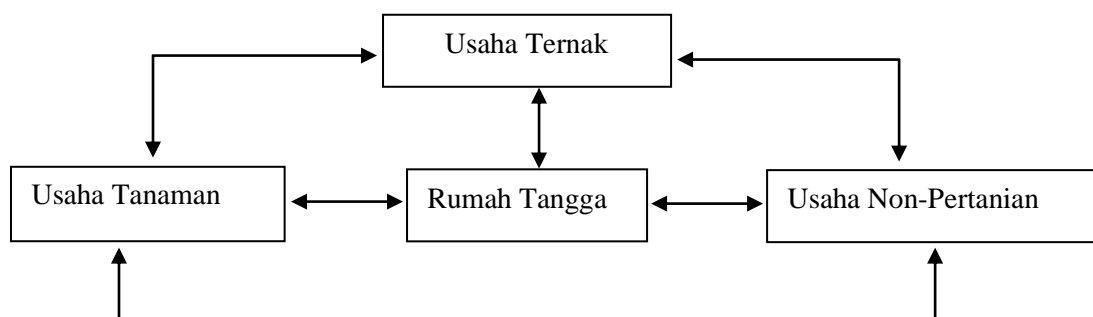 Usaha Ternak
Usaha Tanaman
Rumah Tangga
Usaha Non-Pertanian